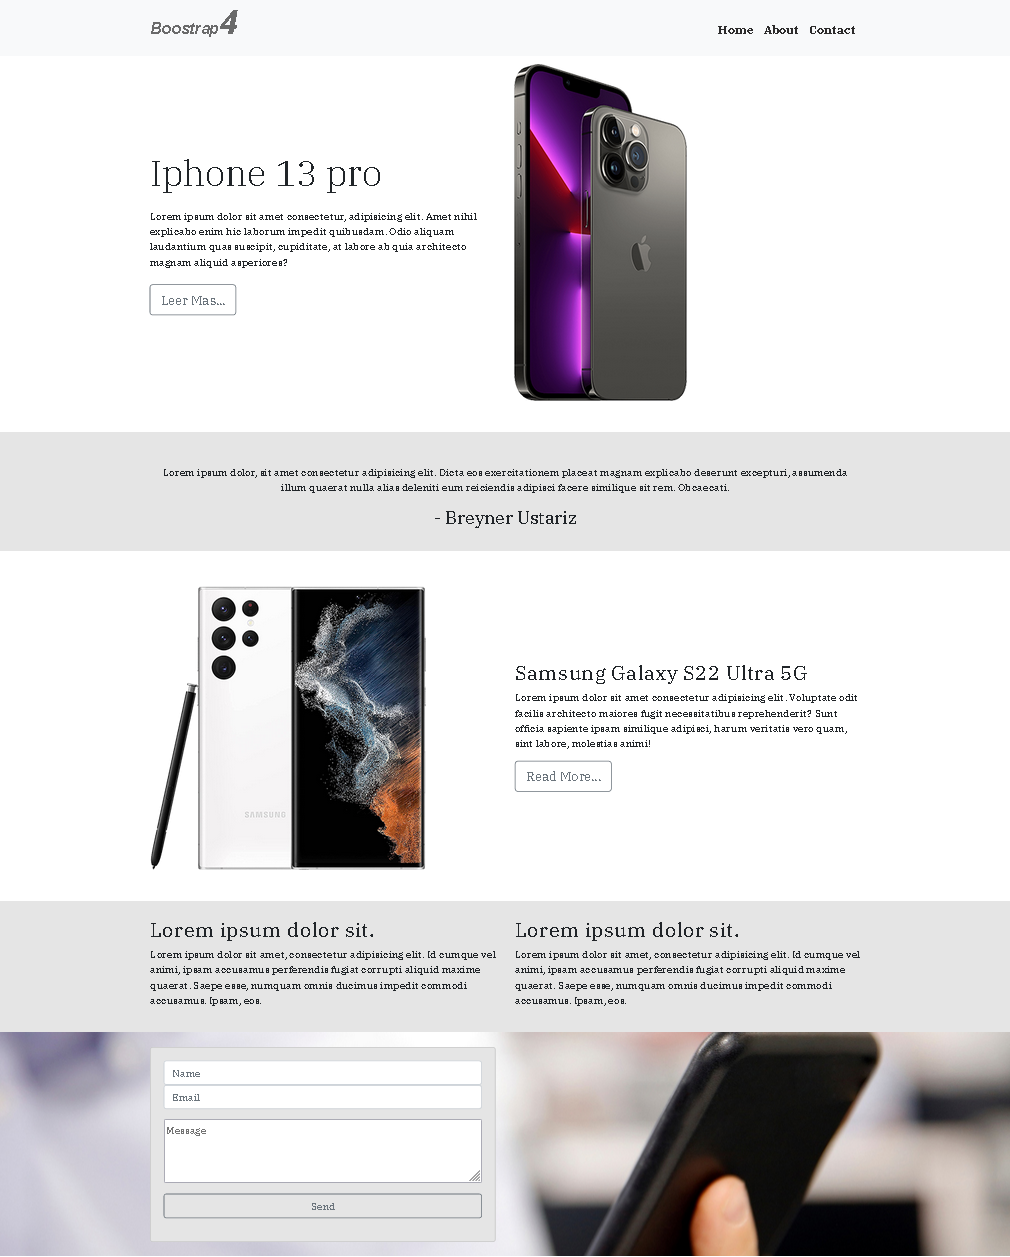 Boostrap4
Home About Contact
Iphone 13 pro
Lorem ipsum dolor sit amet consectetur, adipisicing elit. Amet nihil
explicabo enim hic laborum impedit quibusdam. Odio aliquam
laudantium quas suscipit, cupiditate, at labore ab quia architecto
magnam aliquid asperiores?
Leer Mas...
Lorem ipsum dolor, sit amet consectetur adipisicing elit. Dicta eos exercitationem placeat magnam explicabo deserunt excepturi, assumenda
illum quaerat nulla alias deleniti eum reiciendis adipisci facere similique sit rem. Obcaecati.
- Breyner Ustariz
SAMSUNG
Samsung Galaxy S22 Ultra 5G
Lorem ipsum dolor sit amet consectetur adipisicing elit. Voluptate odit
facilis architecto maiores fugit necessitatibus reprehenderit? Sunt
officia sapiente ipsam similique adipisci, harum veritatis vero quam,
sint labore, molestias animi!
Read More...
Lorem ipsum dolor sit.
Lorem ipsum dolor sit amet, consectetur adipisicing elit. Id cumque vel
animi, ipsam accusamus perferendis fugiat corrupti aliquid maxime
quaerat. Saepe esse, numquam omnis ducimus impedit commodi
accusamus. Ipsam, eos.
Lorem ipsum dolor sit.
Lorem ipsum dolor sit amet, consectetur adipisicing elit. Id cumque vel
animi, ipsam accusamus perferendis fugiat corrupti aliquid maxime
quaerat. Saepe esse, numquam omnis ducimus impedit commodi
accusamus. Ipsam, eos.
Name
Email
Message
Send